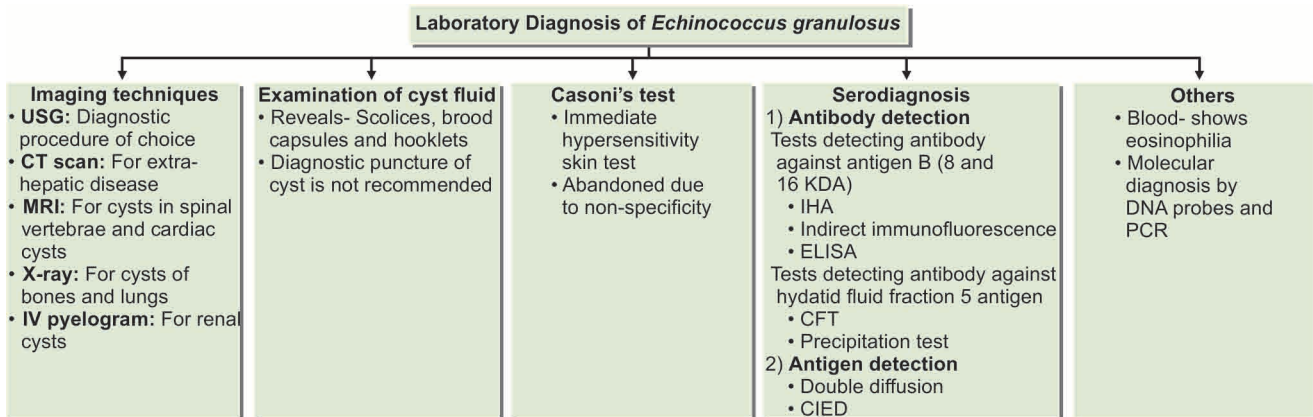 Laboratory Diagnosis of Echinococcus granulosus
Imaging techniques
• USG: Diagnostic
procedure of choice
• CT scan: For extra-
hepatic disease
• MRI: For cysts in spinal
vertebrae and cardiac
cysts
• X-ray: For cysts of
bones and lungs
• IV pyelogram: For renal
cysts
Examination of cyst fluid
• Reveals- Scolices, brood
capsules and hooklets
• Diagnostic puncture of
cyst is not recommended
Casoni's test
• Immediate
hypersensitivity
skin test
• Abandoned due
to non-specificity
Serodiagnosis
1) Antibody detection
Tests detecting antibody
against antigen B (8 and
16 KDA)
• IHA
• Indirect immunofluorescence
• ELISA
Tests detecting antibody against
hydatid fluid fraction 5 antigen
• CFT
• Precipitation test
2) Antigen detection
• Double diffusion
• CIED
Others
• Blood- shows
eosinophilia
• Molecular
diagnosis by
DNA probes and
PCR